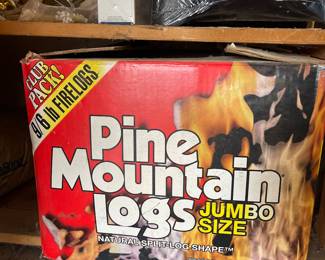 CLUB
PACK!
9/6 lb FIRELOGS
Pine
Mountain
Logs JUMBO
SIZE
NATURAL SPLIT-LOG SHAPE™